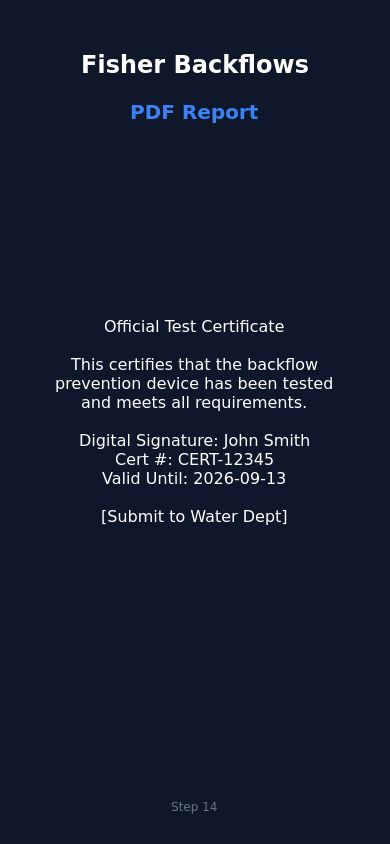 Fisher Backflows
PDF Report
Official Test Certificate
This certifies that the backflow
prevention device has been tested
and meets all requirements.
Digital Signature: John Smith
Cert #: CERT-12345
Valid Until: 2026-09-13
[Submit to Water Dept]
Step 14